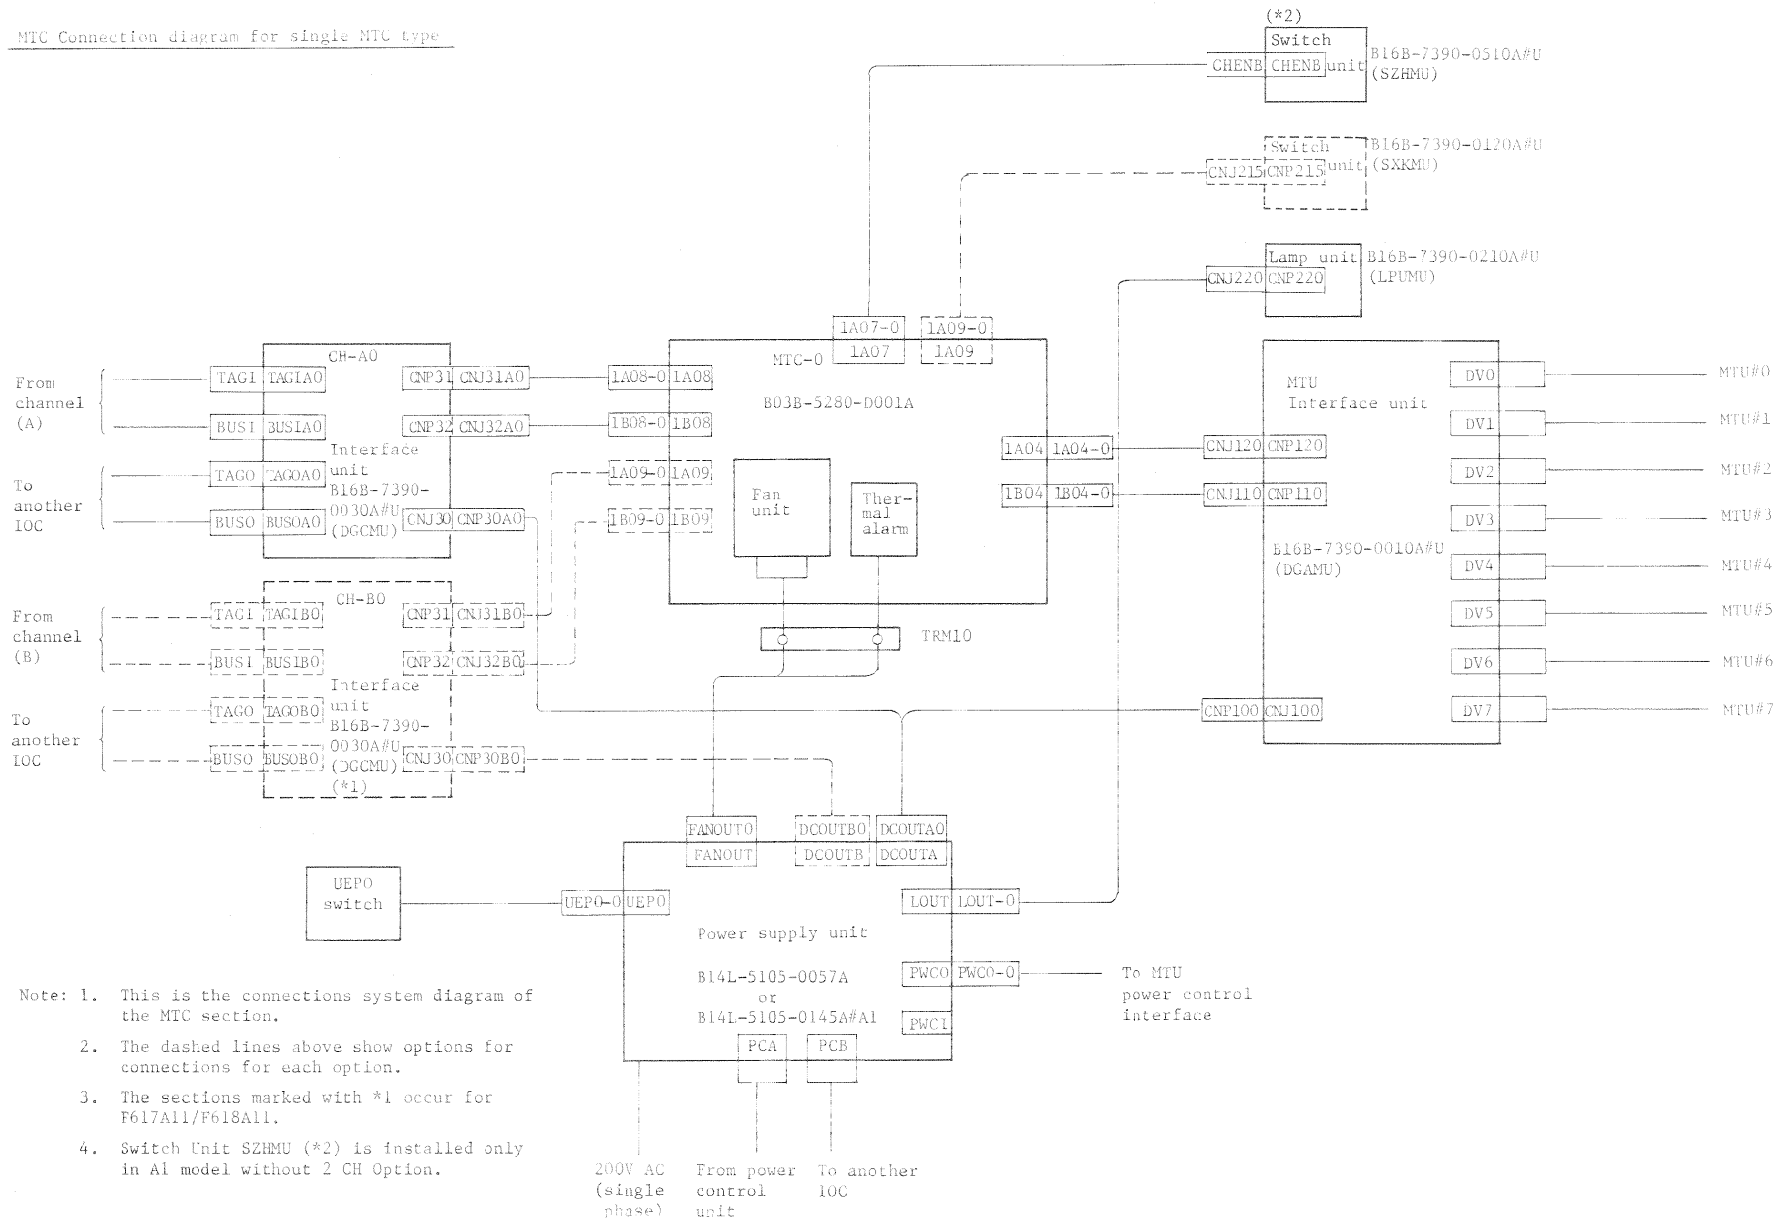 MTC Connection diagram for single MTC type
(*2)
Switch
unit
CHENB CHENB
B16B-7390-0510A#U
(SZHMU)
Switch
unit
CNJ215 CNP215
B16B-7390-0120A#U
(SXKMU)
Lamp unit
CNJ220 CNP220
B16B-7390-0210A#U
(LPUMU)
1A07-0
1A07
1A09-0
1A09
From
channel
(A)
To
another
IOC
CH-A0
TAGI TAGIA0
BUSI BUSIA0
TAGO TAGOA0
BUSO BUSOA0
CNP31 CNJ31A0
CNP32 CNJ32A0
Interface
unit
B16B-7390-
0030A#U
(DGCMU)
CNJ30 CNP30A0
MTC-0
B03B-5280-D001A
1A08-0 1A08
1B08-0 1B08
1A09-0 1A09
1B09-0 1B09
Fan
unit
Ther-
mal
alarm
1A04 1A04-0
1B04 1B04-0
TRM10
CNJ120 CNP120
CNJ110 CNP110
MTU
Interface unit
B16B-7390-0010A#U
(DGAMU)
CNP100 CNJ100
DV0
DV1
DV2
DV3
DV4
DV5
DV6
DV7
MTU#0
MTU#1
MTU#2
MTU#3
MTU#4
MTU#5
MTU#6
MTU#7
From
channel
(B)
To
another
IOC
CH-B0
TAGI TAGIB0
BUSI BUSIB0
TAGO TAGOB0
BUSO BUSOB0
CNP31 CNJ31B0
CNP32 CNJ32B0
Interface
unit
B16B-7390-
0030A#U
(DGCMU)
(*1)
CNJ30 CNP30B0
FANOUT0
FANOUT
DCOUTB0
DCOUTB
DCOUTA0
DCOUTA
UEPO
switch
UEPO-0 UEPO
LOUT LOUT-0
Power supply unit
B14L-5105-0057A
or
B14L-5105-0145A#A1
PWC0 PWC0-0
PWC1
To MTU
power control
interface
PCA
PCB
200V AC
(single
phase)
From power
control
unit
To another
IOC
Note: 1. This is the connections system diagram of
the MTC section.
2. The dashed lines above show options for
connections for each option.
3. The sections marked with *1 occur for
F617A11/F618A11.
4. Switch Unit SZHMU (*2) is installed only
in A1 model without 2 CH Option.